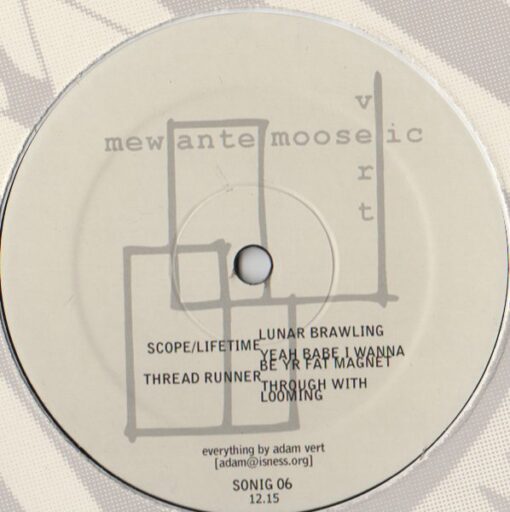 mewantemooseic
vert
SCOPE/LIFETIME
THREAD RUNNER
LUNAR BRAWLING
YEAH BABE I WANNA
BE YR FAT MAGNET
THROUGH WITH
LOOMING
everything by adam vert
[adam@isness.org]
SONIG 06
12.15